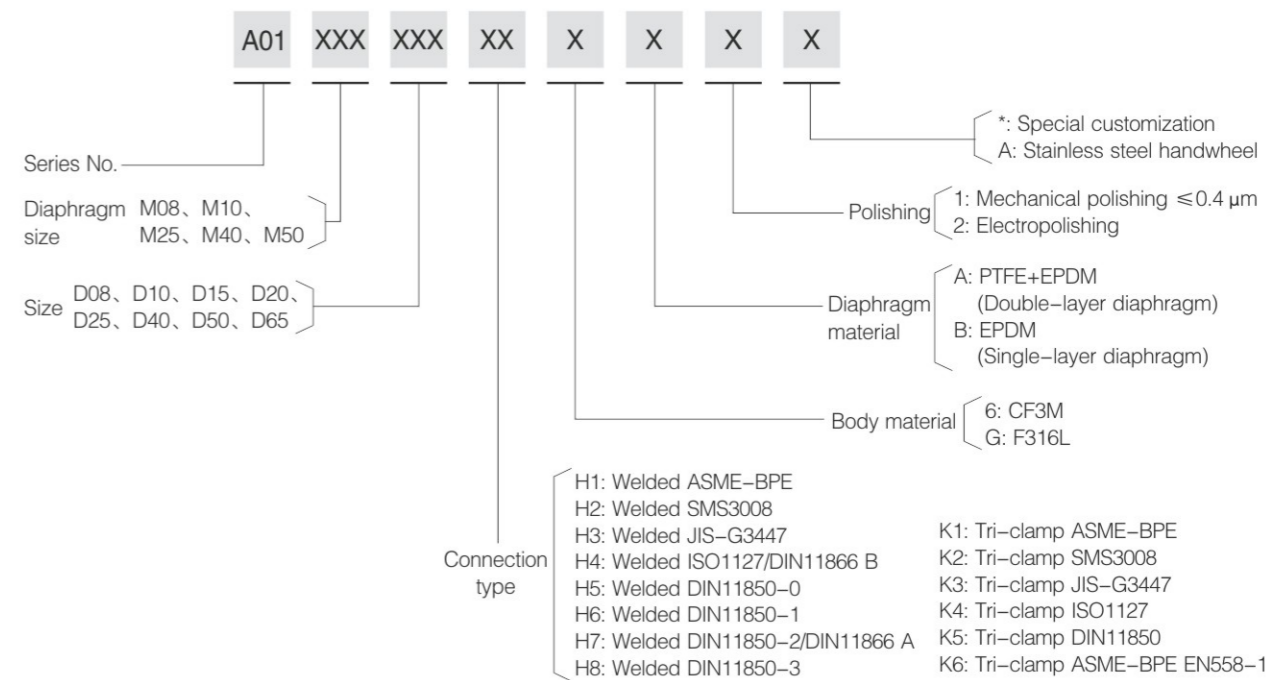 A01 XXX XXX XX X X X X
*: Special customization
A: Stainless steel handwheel
Series No.
Diaphragm size
M08、M10、
M25、M40、M50
Polishing
1: Mechanical polishing ≤0.4 μm
2: Electropolishing
Size
D08、D10、D15、D20、
D25、D40、D50、D65
Diaphragm
material
A: PTFE+EPDM
(Double-layer diaphragm)
B: EPDM
(Single-layer diaphragm)
Body material
6: CF3M
G: F316L
Connection
type
H1: Welded ASME-BPE
H2: Welded SMS3008
H3: Welded JIS-G3447
H4: Welded ISO1127/DIN11866 B
H5: Welded DIN11850-0
H6: Welded DIN11850-1
H7: Welded DIN11850-2/DIN11866 A
H8: Welded DIN11850-3
K1: Tri-clamp ASME-BPE
K2: Tri-clamp SMS3008
K3: Tri-clamp JIS-G3447
K4: Tri-clamp ISO1127
K5: Tri-clamp DIN11850
K6: Tri-clamp ASME-BPE EN558-1